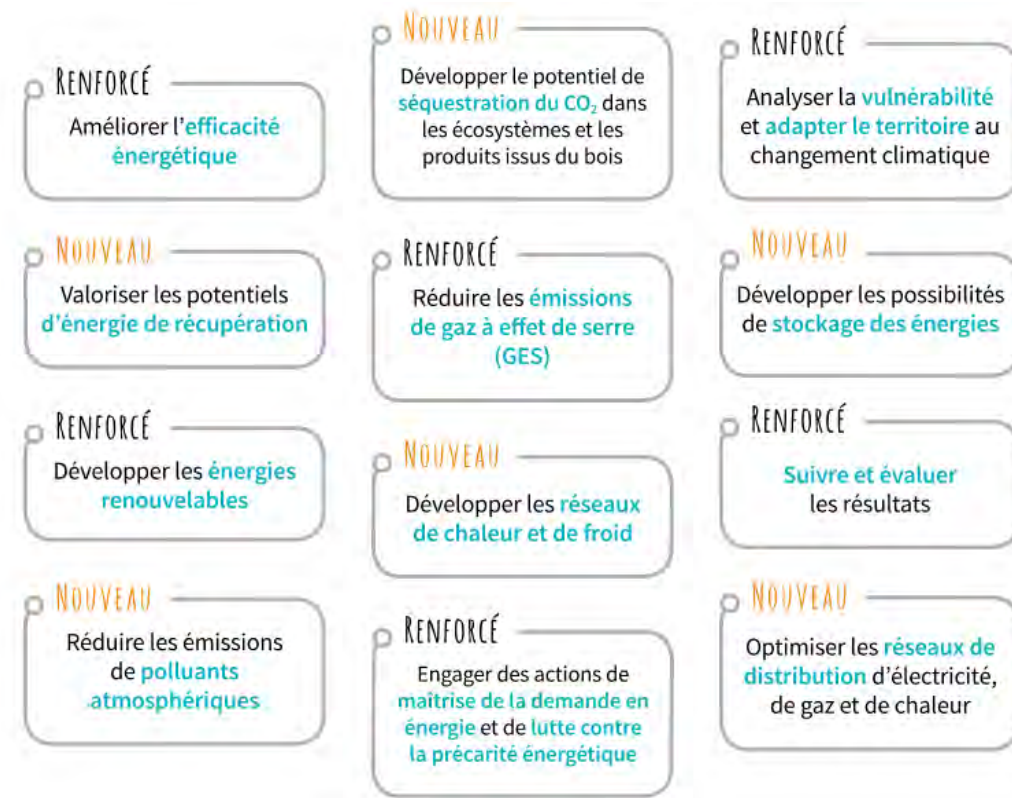 RENFORCÉ
Améliorer l'efficacité
énergétique
NOUVEAU
Développer le potentiel de
séquestration du CO₂ dans
les écosystèmes et les
produits issus du bois
RENFORCÉ
Analyser la vulnérabilité
et adapter le territoire au
changement climatique
NOUVEAU
Valoriser les potentiels
d'énergie de récupération
RENFORCÉ
Réduire les émissions
de gaz à effet de serre
(GES)
NOUVEAU
Développer les possibilités
de stockage des énergies
RENFORCÉ
Développer les énergies
renouvelables
NOUVEAU
Développer les réseaux
de chaleur et de froid
RENFORCÉ
Suivre et évaluer
les résultats
NOUVEAU
Réduire les émissions
de polluants
atmosphériques
RENFORCÉ
Engager des actions de
maîtrise de la demande en
énergie et de lutte contre
la précarité énergétique
NOUVEAU
Optimiser les réseaux de
distribution d'électricité,
de gaz et de chaleur